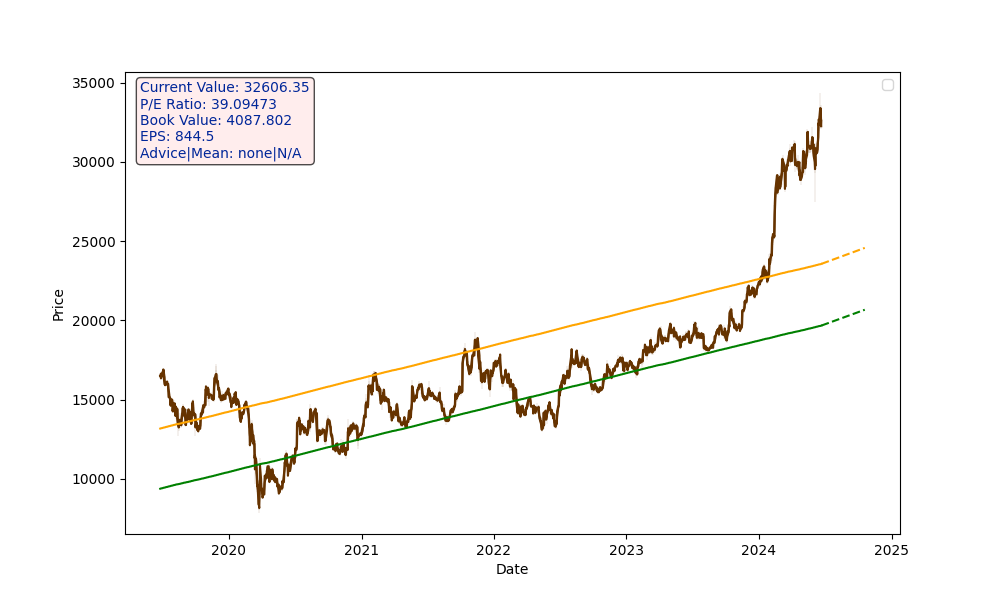 Current Value: 32606.35
P/E Ratio: 39.09473
Book Value: 4087.802
EPS: 844.5
Advice|Mean: none|N/A
35000
30000
25000
20000
15000
10000
Price
2020 2021 2022 2023 2024 2025
Date